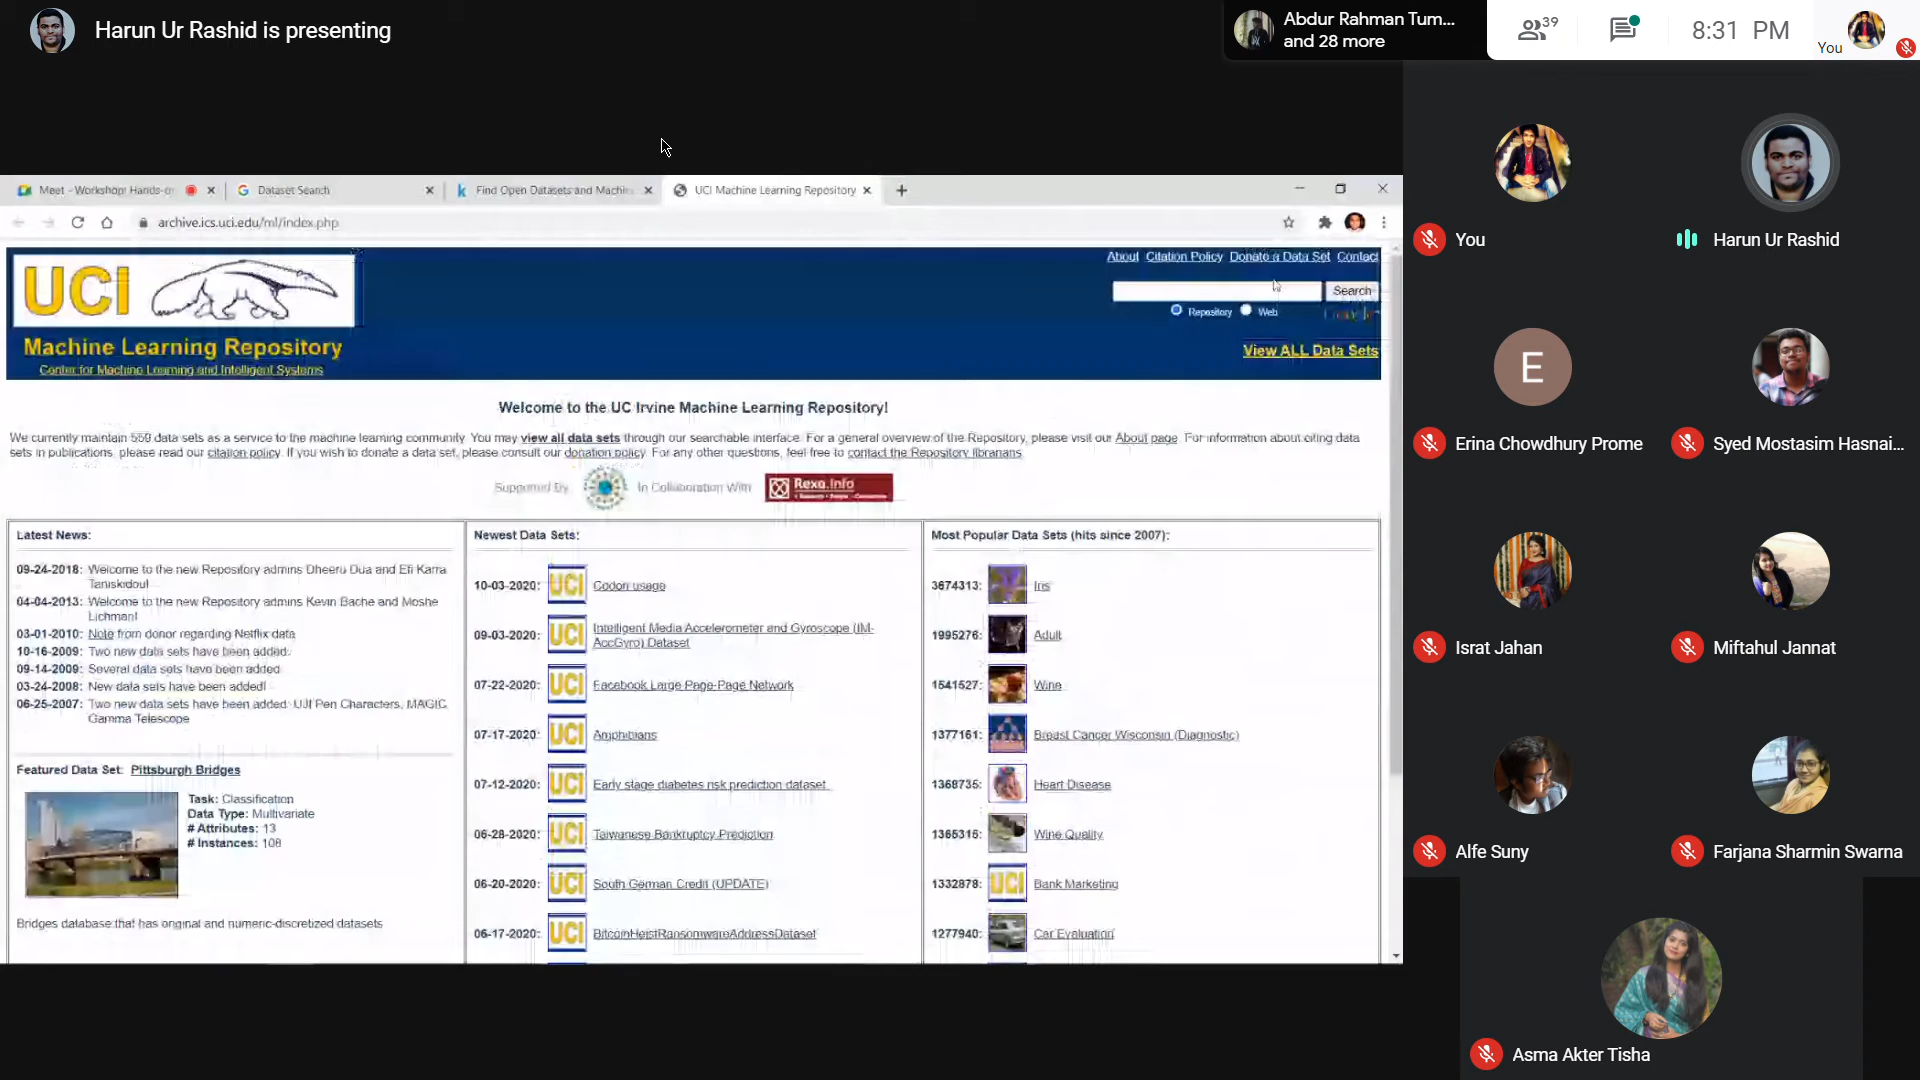 Harun Ur Rashid is presenting
Abdur Rahman Tum...
and 28 more
39
8:31 PM
You
Meet - Workshop: Hands-on
Dataset Search
Find Open Datasets and Machin
UCI Machine Learning Repository
archive.ics.uci.edu/ml/index.php
UCI
Machine Learning Repository
Center for Machine Learning and Intelligent Systems
About Citation Policy Donate a Data Set Contact
Search
Repository Web
View ALL Data Sets
Welcome to the UC Irvine Machine Learning Repository!
We currently maintain 559 data sets as a service to the machine learning community. You may view all data sets through our searchable interface. For a general overview of the Repository, please visit our About page. For information about citing data
sets in publications, please read our citation policy. If you wish to donate a data set, please consult our donation policy. For any other questions, feel free to contact the Repository librarians.
Supported By
In Collaboration With
Rexa.info
Latest News:
09-24-2018: Welcome to the new Repository admins Dheeru Dua and Efi Karra
Taniskidou!
04-04-2013: Welcome to the new Repository admins Kevin Bache and Moshe
Lichman!
03-01-2010: Note from donor regarding Netflix data
10-16-2009: Two new data sets have been added.
09-14-2009: Several data sets have been added.
03-24-2008: New data sets have been added!
06-25-2007: Two new data sets have been added: UJI Pen Characters, MAGIC
Gamma Telescope
Featured Data Set: Pittsburgh Bridges
Task: Classification
Data Type: Multivariate
# Attributes: 13
# Instances: 108
Bridges database that has original and numeric-discretized datasets
Newest Data Sets:
10-03-2020: UCI Codon usage
09-03-2020: UCI Intelligent Media Accelerometer and Gyroscope (IM-
AccGyro) Dataset
07-22-2020: UCI Facebook Large Page-Page Network
07-17-2020: UCI Amphibians
07-12-2020: UCI Early stage diabetes risk prediction dataset.
06-28-2020: UCI Taiwanese Bankruptcy Prediction
06-20-2020: UCI South German Credit (UPDATE)
06-17-2020: UCI BitcoinHeistRansomwareAddressDataset
Most Popular Data Sets (hits since 2007):
3674313: Iris
1995276: Adult
1541527: Wine
1377161: Breast Cancer Wisconsin (Diagnostic)
1368735: Heart Disease
1365315: Wine Quality
1332878: UCI Bank Marketing
1277940: Car Evaluation
You
Harun Ur Rashid
E
Erina Chowdhury Prome
Syed Mostasim Hasnai...
Israt Jahan
Miftahul Jannat
Alfe Suny
Farjana Sharmin Swarna
Asma Akter Tisha